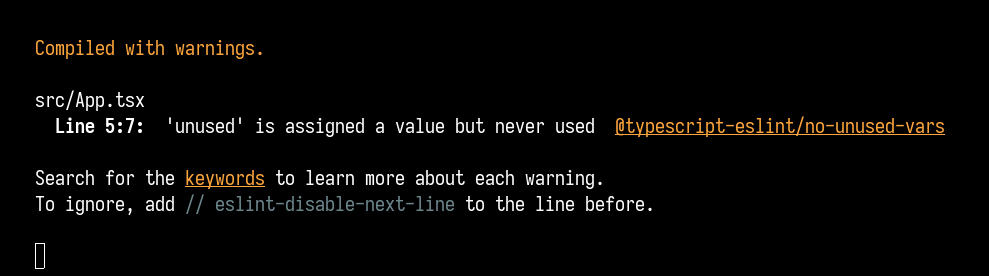 Compiled with warnings.
src/App.tsx
Line 5:7:  'unused' is assigned a value but never used  @typescript-eslint/no-unused-vars
Search for the keywords to learn more about each warning.
To ignore, add // eslint-disable-next-line to the line before.